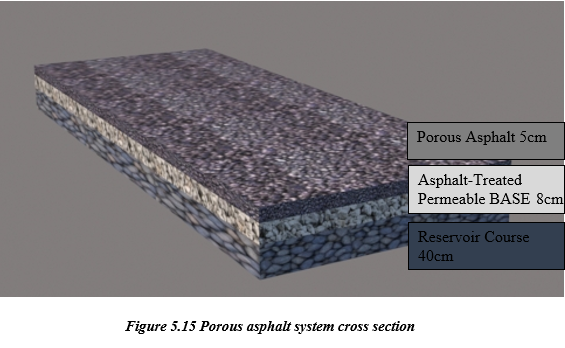 Porous Asphalt 5cm
Asphalt-Treated
Permeable BASE 8cm
Reservoir Course
40cm
Figure 5.15 Porous asphalt system cross section